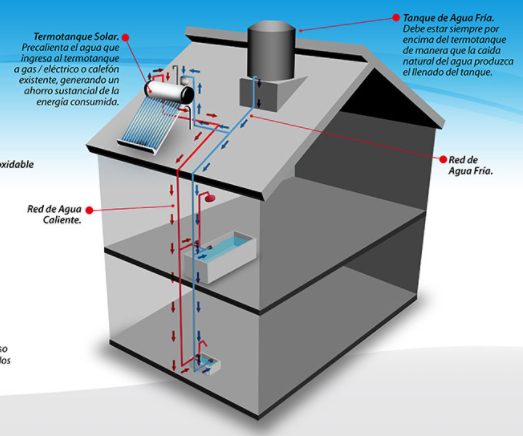 Termotanque Solar.
Precalienta el agua que
ingresa al termotanque
a gas / eléctrico o calefón
existente, generando un
ahorro sustancial de la
energía consumida.
Tanque de Agua Fría.
Debe estar siempre por
encima del termotanque
de manera que la caida
natural del agua produzca
el llenado del tanque.
oxidable
Red de
Agua Fría.
Red de Agua
Caliente.
so
los